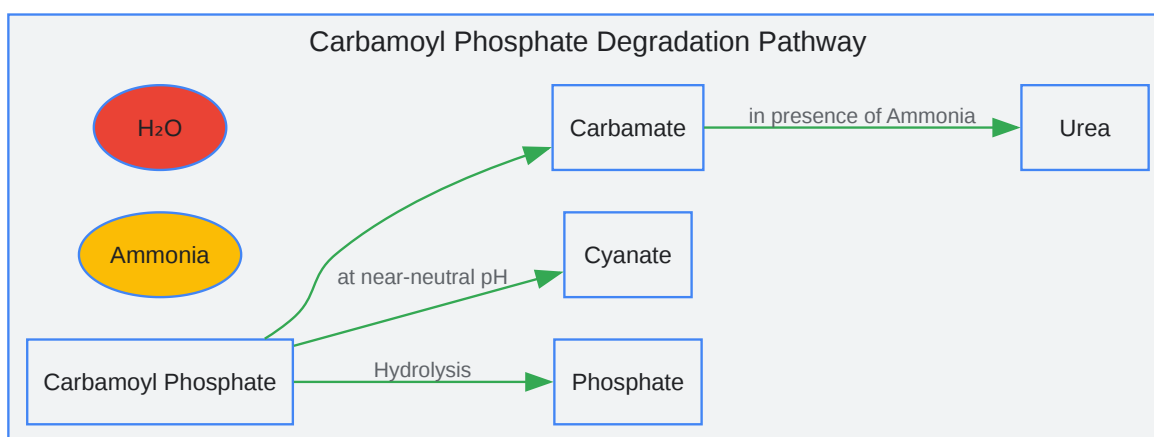 Carbamoyl Phosphate Degradation Pathway
H₂O
Carbamate
in presence of Ammonia
Urea
Ammonia
at near-neutral pH
Cyanate
Carbamoyl Phosphate
Hydrolysis
Phosphate